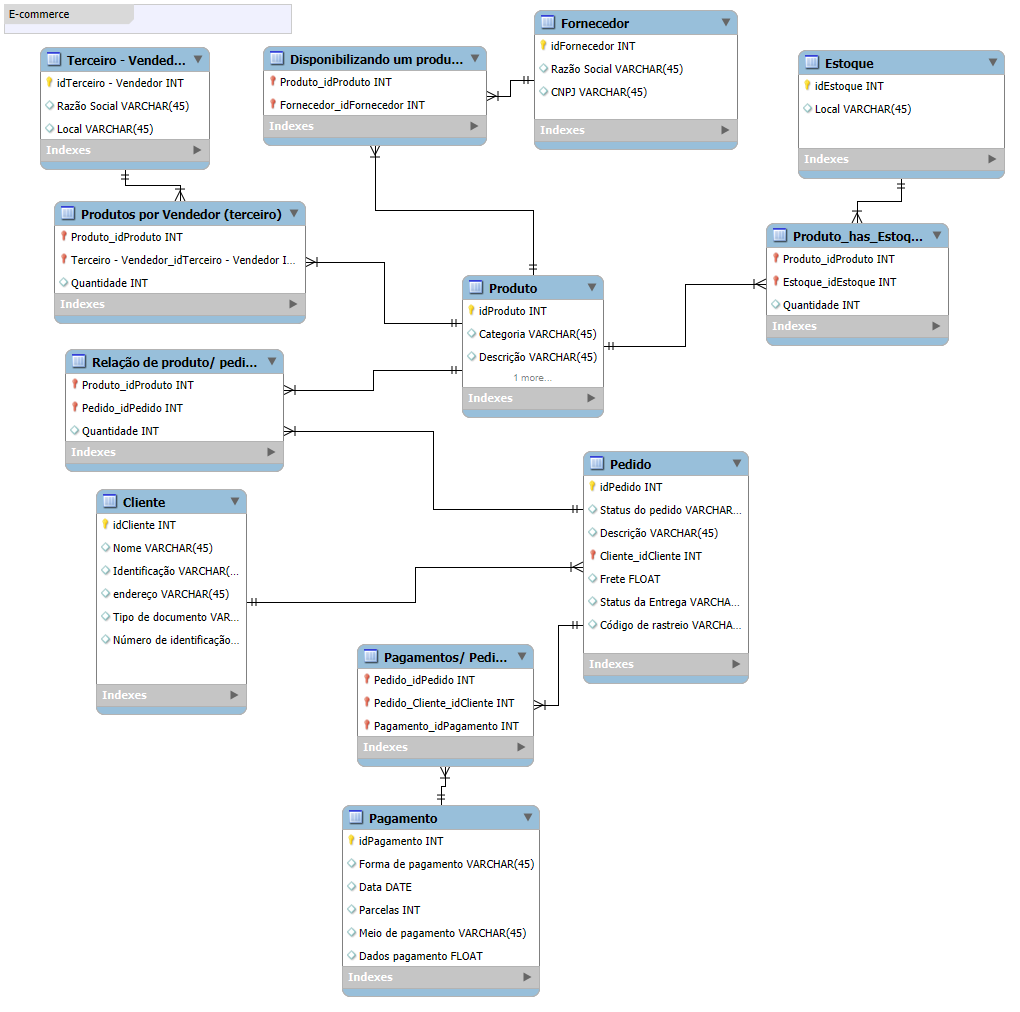 E-commerce
Terceiro - Vended...
idTerceiro - Vendedor INT
Razão Social VARCHAR(45)
Local VARCHAR(45)
Indexes
Disponibilizando um produ...
Produto_idProduto INT
Fornecedor_idFornecedor INT
Indexes
Fornecedor
idFornecedor INT
Razão Social VARCHAR(45)
CNPJ VARCHAR(45)
Indexes
Estoque
idEstoque INT
Local VARCHAR(45)
Indexes
Produtos por Vendedor (terceiro)
Produto_idProduto INT
Terceiro - Vendedor_idTerceiro - Vendedor I...
Quantidade INT
Indexes
Produto_has_Estoq...
Produto_idProduto INT
Estoque_idEstoque INT
Quantidade INT
Indexes
Produto
idProduto INT
Categoria VARCHAR(45)
Descrição VARCHAR(45)
1 more...
Indexes
Relação de produto/ pedi...
Produto_idProduto INT
Pedido_idPedido INT
Quantidade INT
Indexes
Pedido
idPedido INT
Status do pedido VARCHAR...
Descrição VARCHAR(45)
Cliente_idCliente INT
Frete FLOAT
Status da Entrega VARCHA...
Código de rastreio VARCHA...
Indexes
Cliente
idCliente INT
Nome VARCHAR(45)
Identificação VARCHAR(...
endereço VARCHAR(45)
Tipo de documento VAR...
Número de identificação...
Indexes
Pagamentos/ Pedi...
Pedido_idPedido INT
Pedido_Cliente_idCliente INT
Pagamento_idPagamento INT
Indexes
Pagamento
idPagamento INT
Forma de pagamento VARCHAR(45)
Data DATE
Parcelas INT
Meio de pagamento VARCHAR(45)
Dados pagamento FLOAT
Indexes